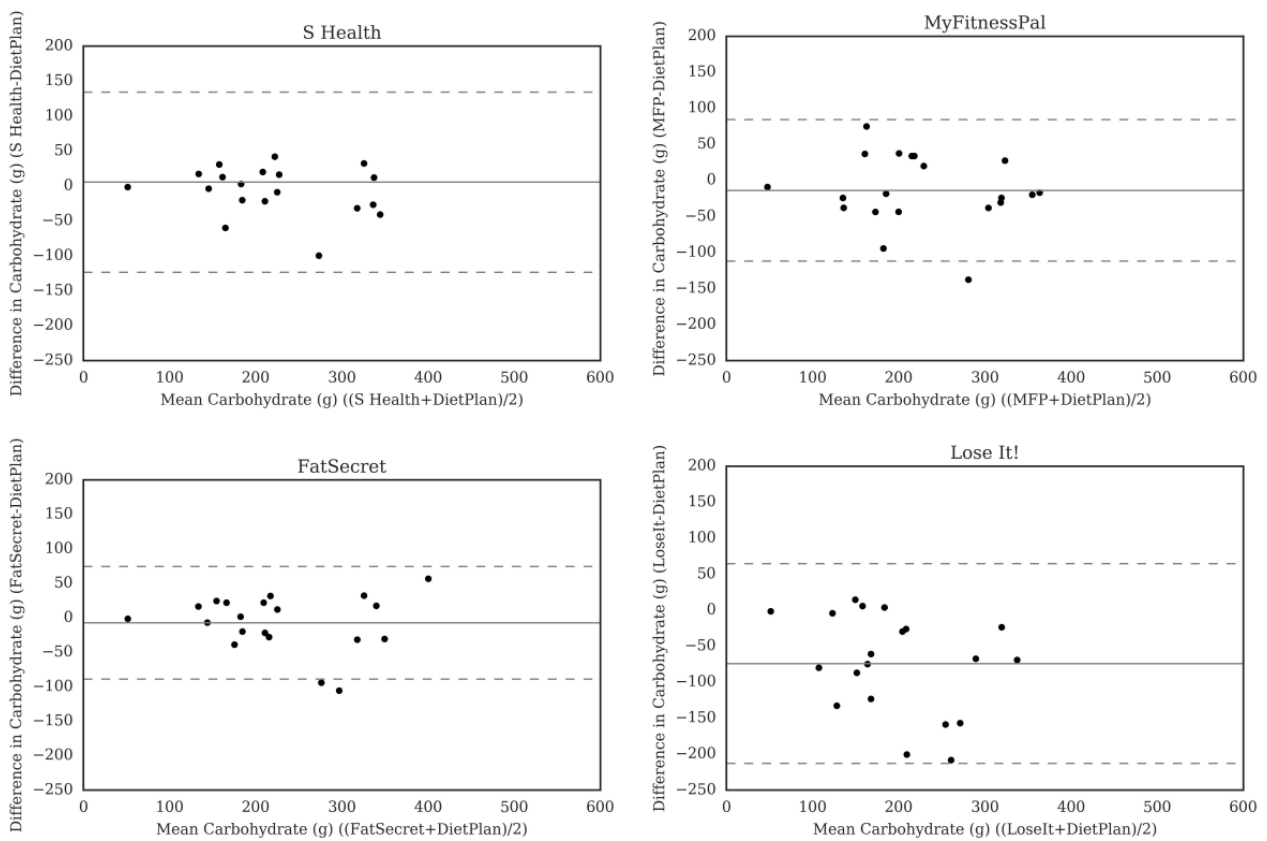 S Health
Difference in Carbohydrate (g) (S Health-DietPlan)
200
150
100
50
0
−50
−100
−150
−200
−250
0 100 200 300 400 500 600
Mean Carbohydrate (g) ((S Health+DietPlan)/2)
MyFitnessPal
Difference in Carbohydrate (g) (MFP-DietPlan)
200
150
100
50
0
−50
−100
−150
−200
−250
0 100 200 300 400 500 600
Mean Carbohydrate (g) ((MFP+DietPlan)/2)
FatSecret
Difference in Carbohydrate (g) (FatSecret-DietPlan)
200
150
100
50
0
−50
−100
−150
−200
−250
0 100 200 300 400 500 600
Mean Carbohydrate (g) ((FatSecret+DietPlan)/2)
Lose It!
Difference in Carbohydrate (g) (LoseIt-DietPlan)
200
150
100
50
0
−50
−100
−150
−200
−250
0 100 200 300 400 500 600
Mean Carbohydrate (g) ((LoseIt+DietPlan)/2)